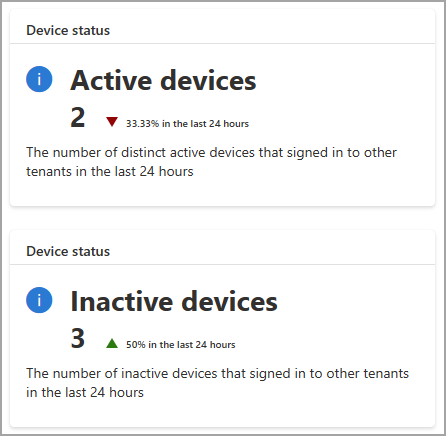 Device status
Active devices
2 33.33% in the last 24 hours
The number of distinct active devices that signed in to other
tenants in the last 24 hours
Device status
Inactive devices
3 50% in the last 24 hours
The number of inactive devices that signed in to other tenants
in the last 24 hours